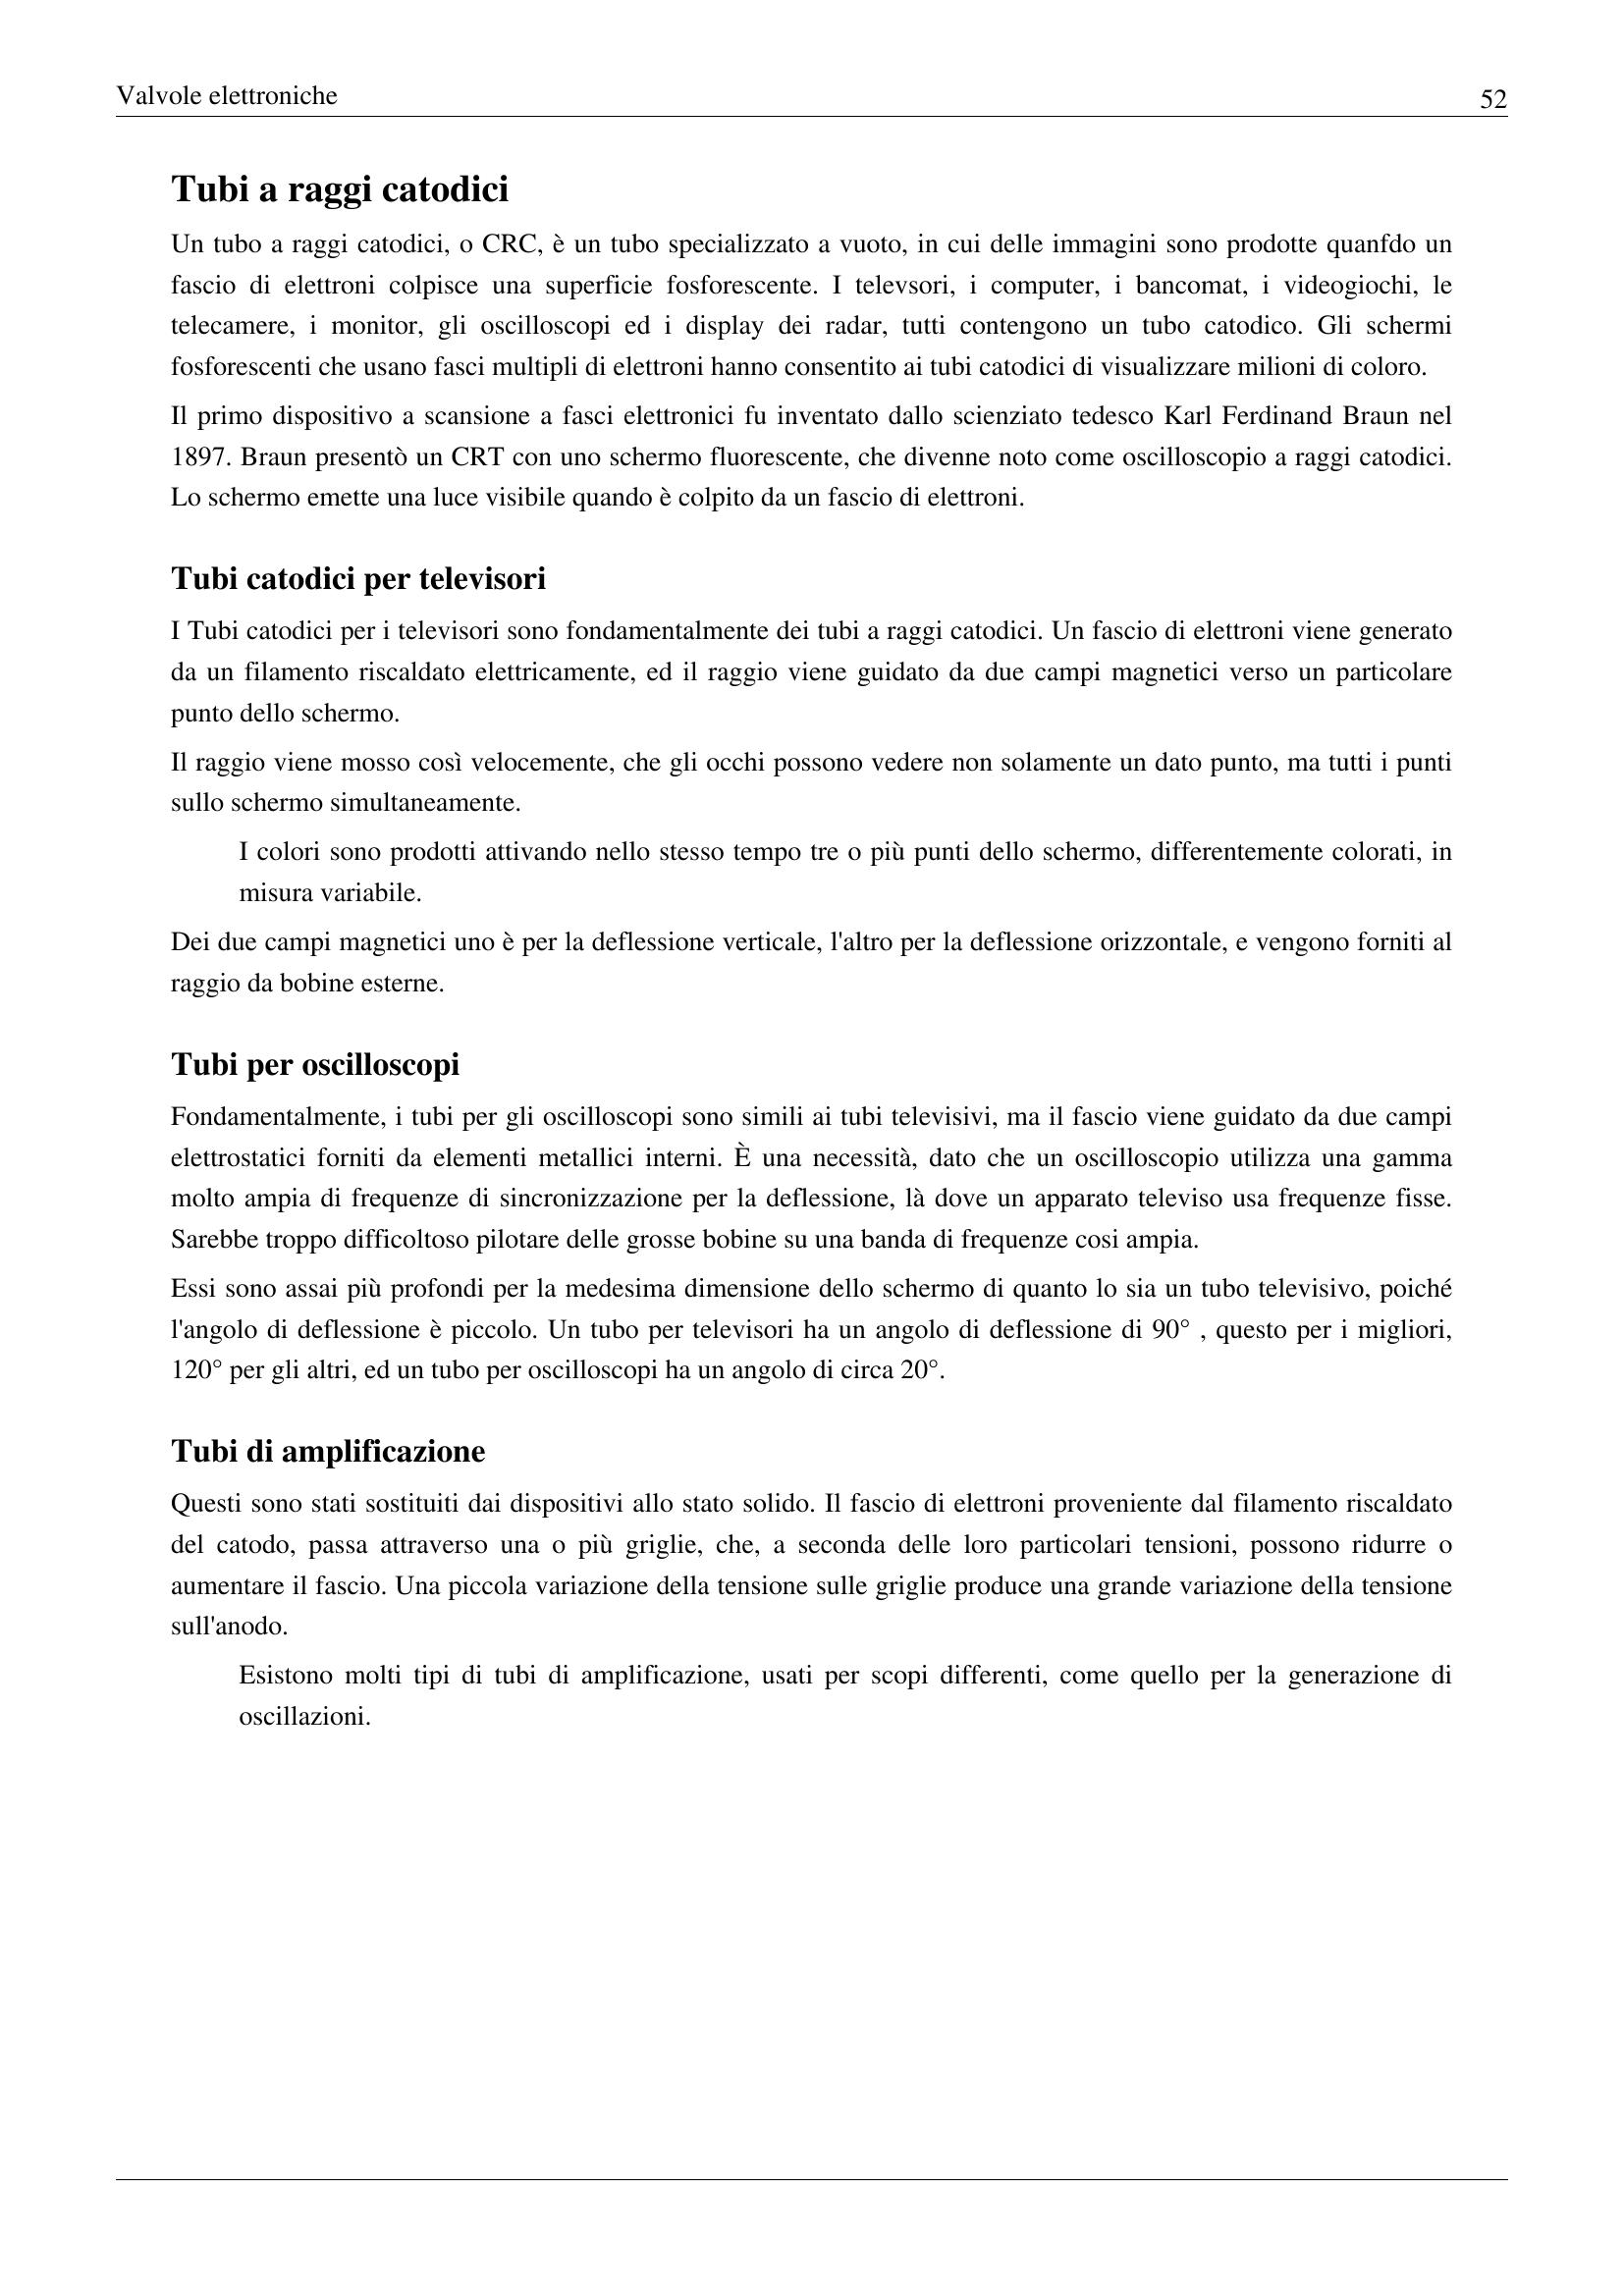 Valvole elettroniche
52
Tubi a raggi catodici
Un tubo a raggi catodici, o CRC, è un tubo specializzato a vuoto, in cui delle immagini sono prodotte quanfdo un
fascio di elettroni colpisce una superficie fosforescente. I televsori, i computer, i bancomat, i videogiochi, le
telecamere, i monitor, gli oscilloscopi ed i display dei radar, tutti contengono un tubo catodico. Gli schermi
fosforescenti che usano fasci multipli di elettroni hanno consentito ai tubi catodici di visualizzare milioni di coloro.
Il primo dispositivo a scansione a fasci elettronici fu inventato dallo scienziato tedesco Karl Ferdinand Braun nel
1897. Braun presentò un CRT con uno schermo fluorescente, che divenne noto come oscilloscopio a raggi catodici.
Lo schermo emette una luce visibile quando è colpito da un fascio di elettroni.
Tubi catodici per televisori
I Tubi catodici per i televisori sono fondamentalmente dei tubi a raggi catodici. Un fascio di elettroni viene generato
da un filamento riscaldato elettricamente, ed il raggio viene guidato da due campi magnetici verso un particolare
punto dello schermo.
Il raggio viene mosso così velocemente, che gli occhi possono vedere non solamente un dato punto, ma tutti i punti
sullo schermo simultaneamente.
I colori sono prodotti attivando nello stesso tempo tre o più punti dello schermo, differentemente colorati, in
misura variabile.
Dei due campi magnetici uno è per la deflessione verticale, l'altro per la deflessione orizzontale, e vengono forniti al
raggio da bobine esterne.
Tubi per oscilloscopi
Fondamentalmente, i tubi per gli oscilloscopi sono simili ai tubi televisivi, ma il fascio viene guidato da due campi
elettrostatici forniti da elementi metallici interni. È una necessità, dato che un oscilloscopio utilizza una gamma
molto ampia di frequenze di sincronizzazione per la deflessione, là dove un apparato televiso usa frequenze fisse.
Sarebbe troppo difficoltoso pilotare delle grosse bobine su una banda di frequenze cosi ampia.
Essi sono assai più profondi per la medesima dimensione dello schermo di quanto lo sia un tubo televisivo, poiché
l'angolo di deflessione è piccolo. Un tubo per televisori ha un angolo di deflessione di 90° , questo per i migliori,
120° per gli altri, ed un tubo per oscilloscopi ha un angolo di circa 20°.
Tubi di amplificazione
Questi sono stati sostituiti dai dispositivi allo stato solido. Il fascio di elettroni proveniente dal filamento riscaldato
del catodo, passa attraverso una o più griglie, che, a seconda delle loro particolari tensioni, possono ridurre o
aumentare il fascio. Una piccola variazione della tensione sulle griglie produce una grande variazione della tensione
sull'anodo.
Esistono molti tipi di tubi di amplificazione, usati per scopi differenti, come quello per la generazione di
oscillazioni.